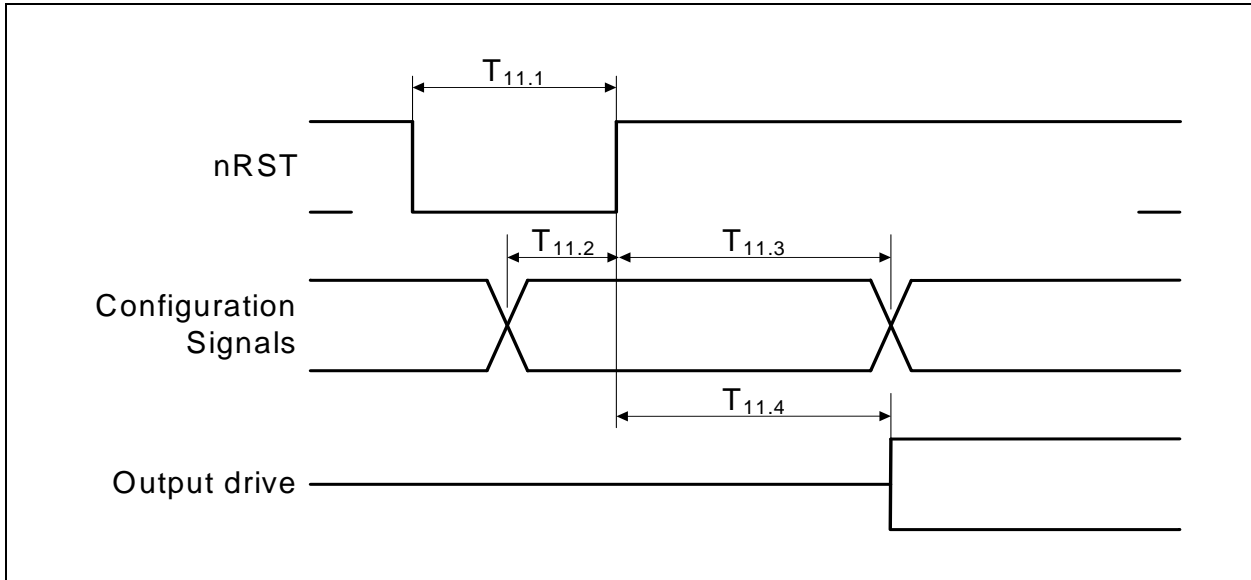 T11.1
nRST
T11.2
T11.3
Configuration
Signals
T11.4
Output drive